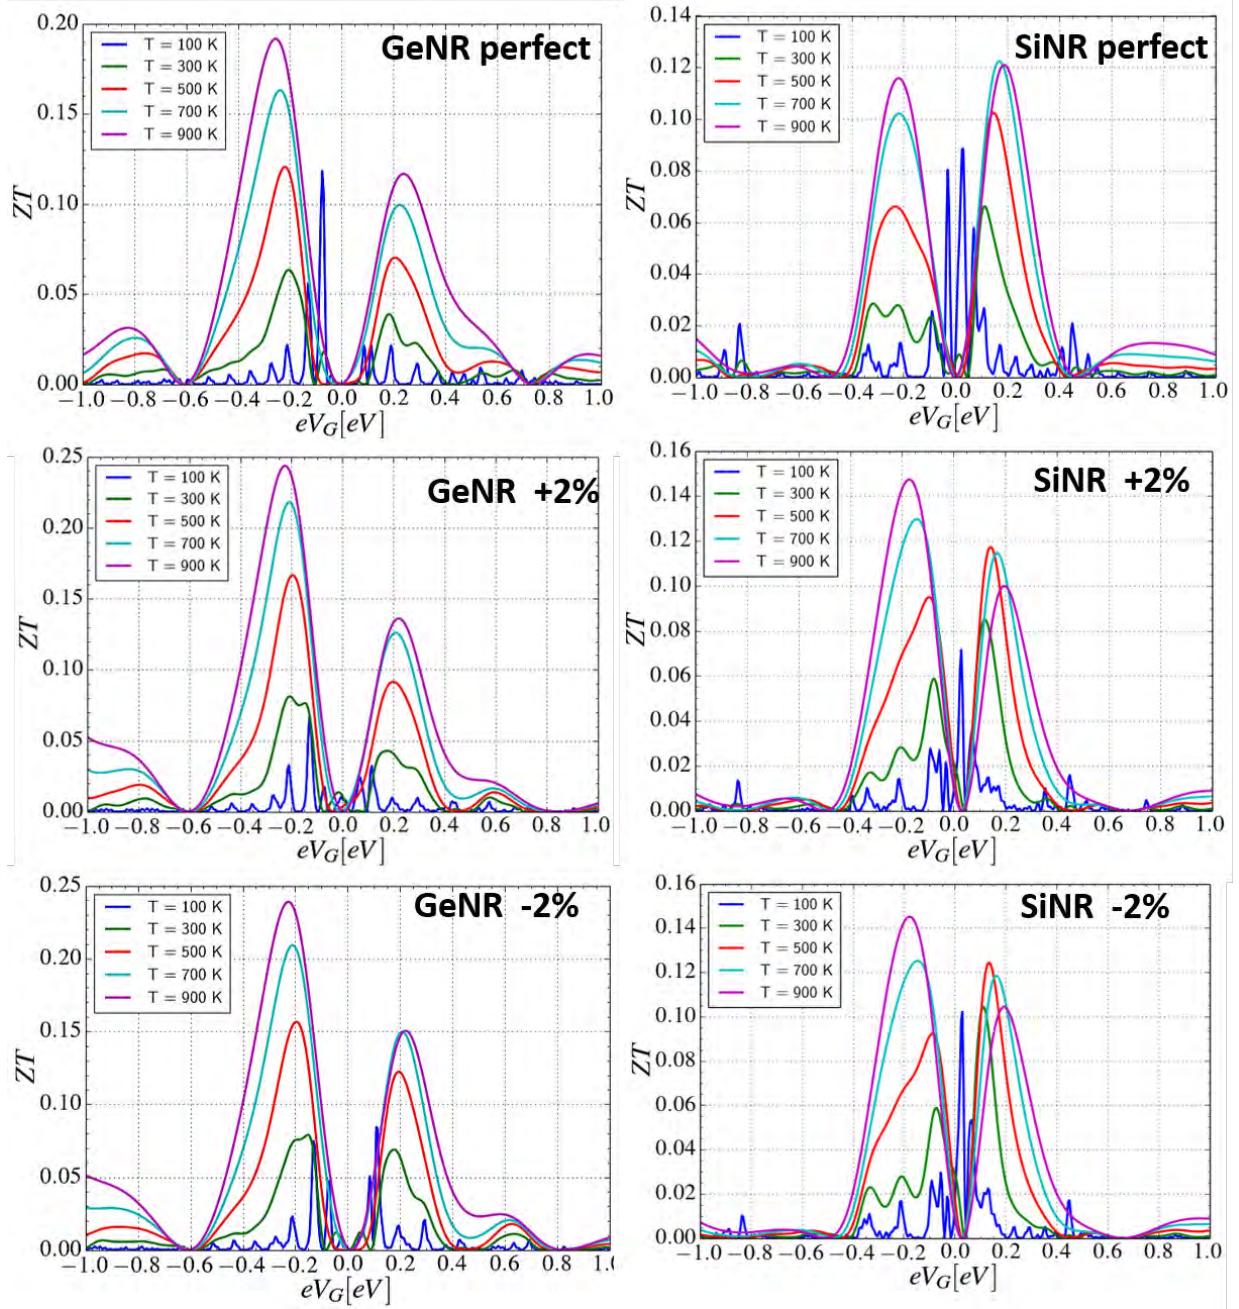 GeNR perfect
T = 100 K
T = 300 K
T = 500 K
T = 700 K
T = 900 K
0.20
0.15
0.10
0.05
0.00
ZT
−1.0 −0.8 −0.6 −0.4 −0.2 0.0 0.2 0.4 0.6 0.8 1.0
eV_G[eV]
SiNR perfect
T = 100 K
T = 300 K
T = 500 K
T = 700 K
T = 900 K
0.14
0.12
0.10
0.08
0.06
0.04
0.02
0.00
ZT
−1.0 −0.8 −0.6 −0.4 −0.2 0.0 0.2 0.4 0.6 0.8 1.0
eV_G[eV]
GeNR +2%
T = 100 K
T = 300 K
T = 500 K
T = 700 K
T = 900 K
0.25
0.20
0.15
0.10
0.05
0.00
ZT
−1.0 −0.8 −0.6 −0.4 −0.2 0.0 0.2 0.4 0.6 0.8 1.0
eV_G[eV]
SiNR +2%
T = 100 K
T = 300 K
T = 500 K
T = 700 K
T = 900 K
0.16
0.14
0.12
0.10
0.08
0.06
0.04
0.02
0.00
ZT
−1.0 −0.8 −0.6 −0.4 −0.2 0.0 0.2 0.4 0.6 0.8 1.0
eV_G[eV]
GeNR -2%
T = 100 K
T = 300 K
T = 500 K
T = 700 K
T = 900 K
0.25
0.20
0.15
0.10
0.05
0.00
ZT
−1.0 −0.8 −0.6 −0.4 −0.2 0.0 0.2 0.4 0.6 0.8 1.0
eV_G[eV]
SiNR -2%
T = 100 K
T = 300 K
T = 500 K
T = 700 K
T = 900 K
0.16
0.14
0.12
0.10
0.08
0.06
0.04
0.02
0.00
ZT
−1.0 −0.8 −0.6 −0.4 −0.2 0.0 0.2 0.4 0.6 0.8 1.0
eV_G[eV]